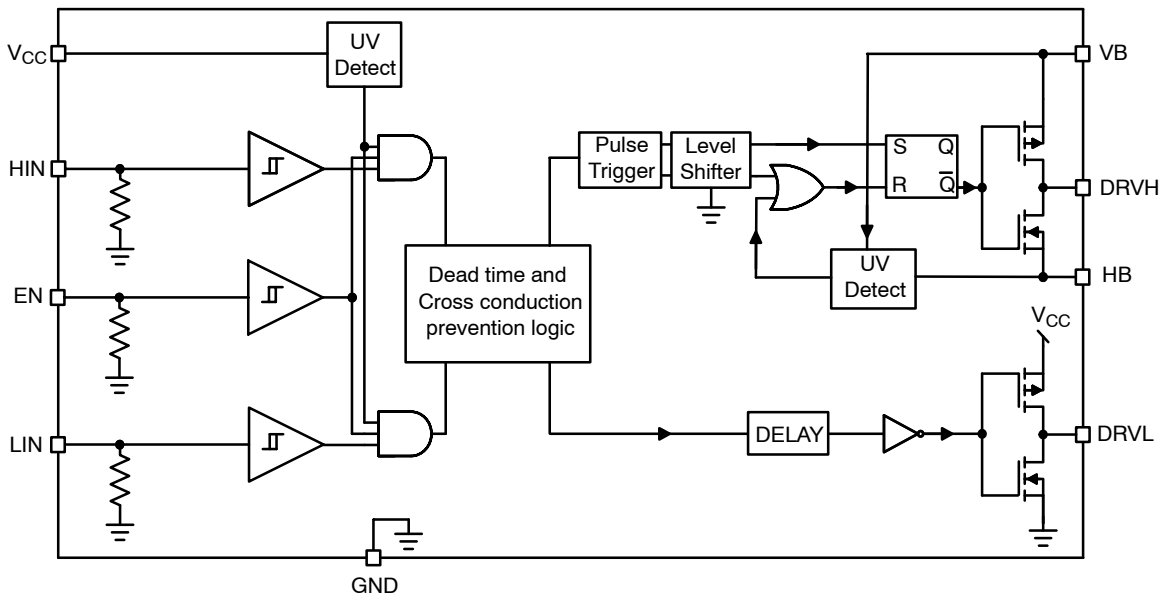 VCC
UV
Detect
VB
HIN
Pulse
Trigger
Level
Shifter
S Q
R Q̅
DRVH
EN
Dead time and
Cross conduction
prevention logic
UV
Detect
HB
VCC
LIN
DELAY
DRVL
GND